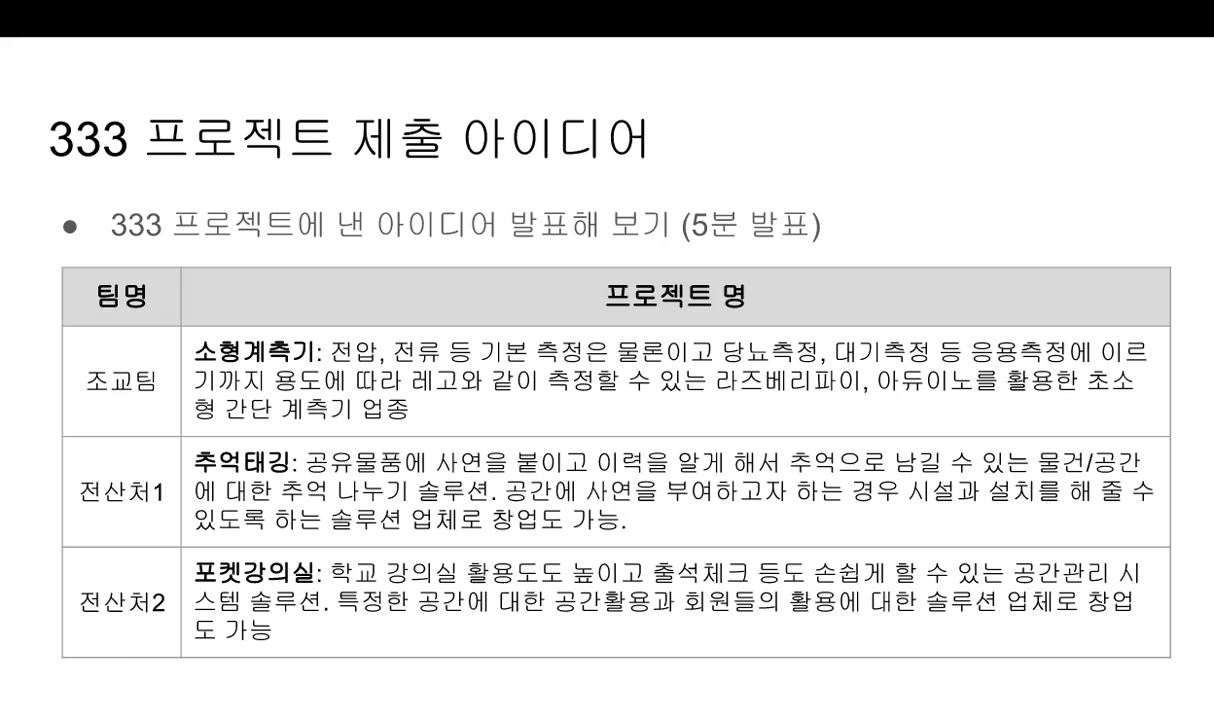 333 프로젝트 제출 아이디어
● 333 프로젝트에 낸 아이디어 발표해 보기 (5분 발표)
팀명 프로젝트 명
소형계측기: 전압, 전류 등 기본 측정은 물론이고 당뇨측정, 대기측정 등 응용측정에 이르
조교팀 기까지 용도에 따라 레고와 같이 측정할 수 있는 라즈베리파이, 아듀이노를 활용한 초소
형 간단 계측기 업종
추억태깅: 공유물품에 사연을 붙이고 이력을 알게 해서 추억으로 남길 수 있는 물건/공간
전산처1 에 대한 추억 나누기 솔루션. 공간에 사연을 부여하고자 하는 경우 시설과 설치를 해 줄 수
있도록 하는 솔루션 업체로 창업도 가능.
포켓강의실: 학교 강의실 활용도도 높이고 출석체크 등도 손쉽게 할 수 있는 공간관리 시
전산처2 스템 솔루션. 특정한 공간에 대한 공간활용과 회원들의 활용에 대한 솔루션 업체로 창업
도 가능